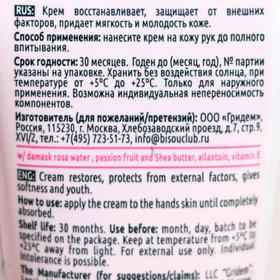 RUS: Крем восстанавливает, защищает от внешних
факторов, придает мягкость и молодость коже.
Способ применения: нанесите крем на кожу рук до полного
впитывания.
Срок годности: 30 месяцев. Годен до (месяц, год), № партии
указаны на упаковке. Хранить без воздействия солнца, при
температуре от +5°С до +25°С. Только для наружного
применения. Возможна индивидуальная непереносимость
компонентов.
Изготовитель (для пожеланий/претензий): ООО «Гридем»,
Россия, 115230, г. Москва, Хлебозаводский проезд, д.7, стр.9,
XVI/2, тел.: +7(495) 723-51-73, info@bisouclub.ru
w/ damask rosa water, passion fruit and Shea butter, allantoin, vitamin E
ENG: Cream restores, protects from external factors, gives
softness and youth.
How to use: apply the cream to the hands skin until completely
absorbed.
Shelf life: 30 months. Use before: month, day, batch to be
specified on the packaging. Keep at temperature from +5°C to
+25°C away from light. For external use only. Individual
intolerance is possible.
The Manufacturer (for suggestions/claims): LLC "Gridem"